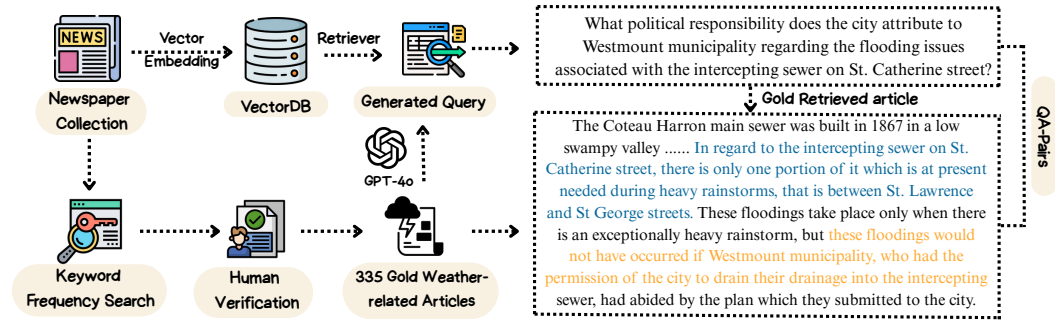 NEWS
Vector
Embedding
Retriever
Newspaper
Collection
VectorDB
Generated Query
GPT-4o
Keyword
Frequency Search
Human
Verification
335 Gold Weather-
related Articles
What political responsibility does the city attribute to
Westmount municipality regarding the flooding issues
associated with the intercepting sewer on St. Catherine street?
Gold Retrieved article
The Coteau Harron main sewer was built in 1867 in a low
swampy valley ...... In regard to the intercepting sewer on St.
Catherine street, there is only one portion of it which is at present
needed during heavy rainstorms, that is between St. Lawrence
and St George streets. These floodings take place only when there
is an exceptionally heavy rainstorm, but these floodings would
not have occurred if Westmount municipality, who had the
permission of the city to drain their drainage into the intercepting
sewer, had abided by the plan which they submitted to the city.
QA-Pairs